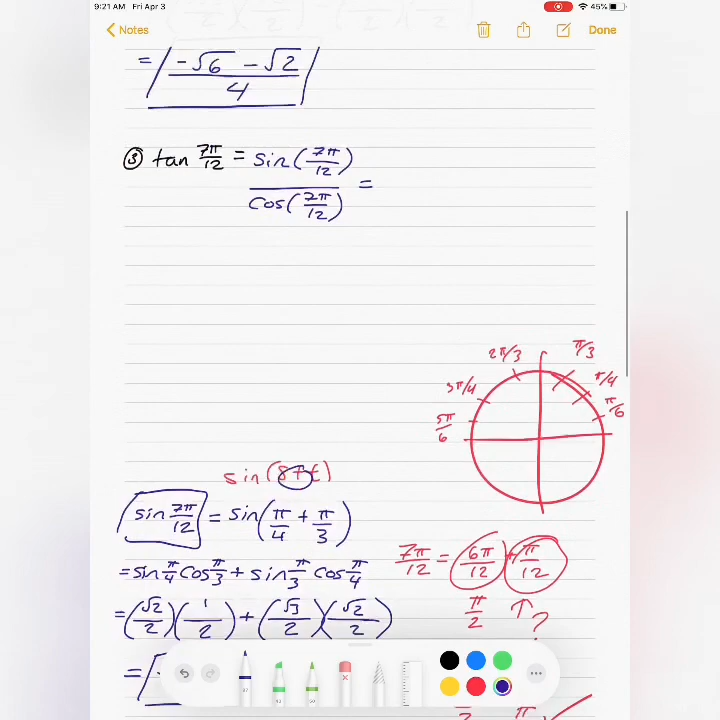 9:21 AM Fri Apr 3
45%
Notes
Done
= -√6 - √2 / 4
③ tan 7π/12 = sin(7π/12) / cos(7π/12) =
2π/3
π/3
3π/4
π/4
5π/6
π/6
sin(
sin 7π/12 = sin(π/4 + π/3)
7π/12 = 6π/12 + π/12
= sin π/4 cos π/3 + sin π/3 cos π/4
π/2 ↑ ?
= (√2/2)(1/2) + (√3/2)(√2/2)
=